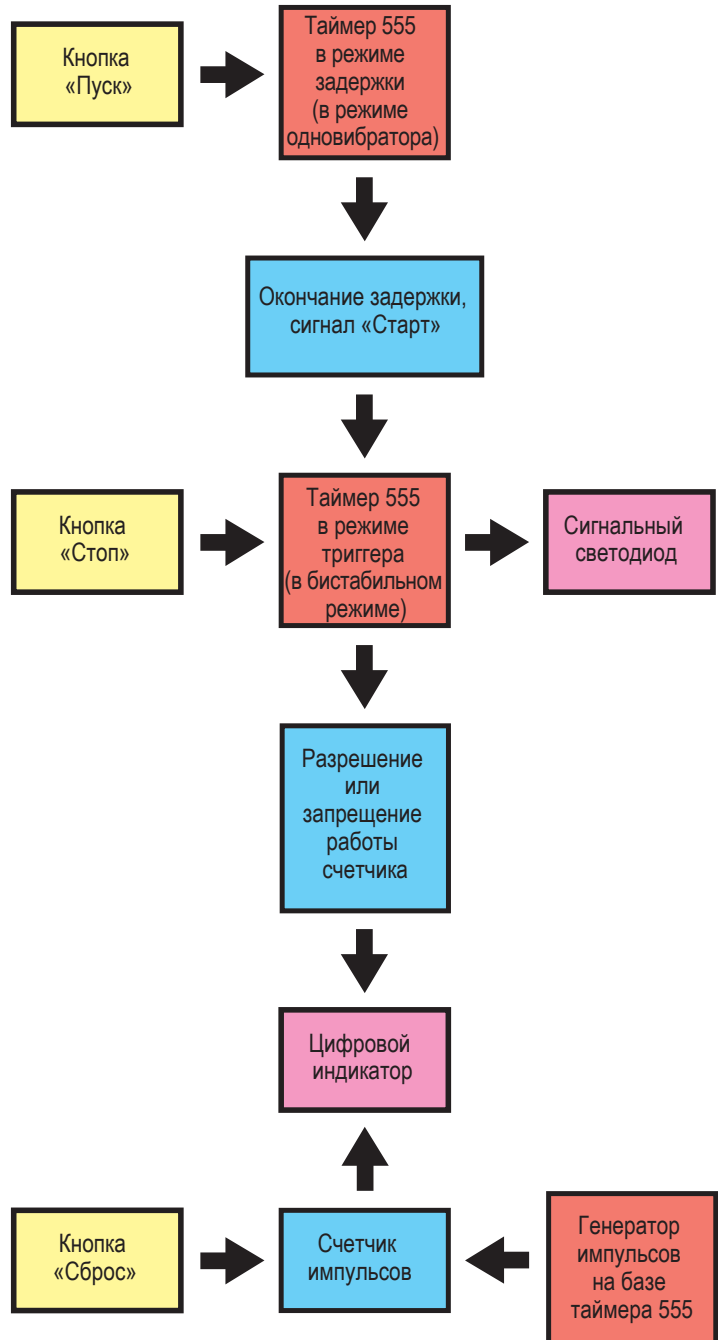 Кнопка
«Пуск»
Таймер 555
в режиме
задержки
(в режиме
одновибратора)
Окончание задержки,
сигнал «Старт»
Кнопка
«Стоп»
Таймер 555
в режиме
триггера
(в бистабильном
режиме)
Сигнальный
светодиод
Разрешение
или
запрещение
работы
счетчика
Цифровой
индикатор
Кнопка
«Сброс»
Счетчик
импульсов
Генератор
импульсов
на базе
таймера 555